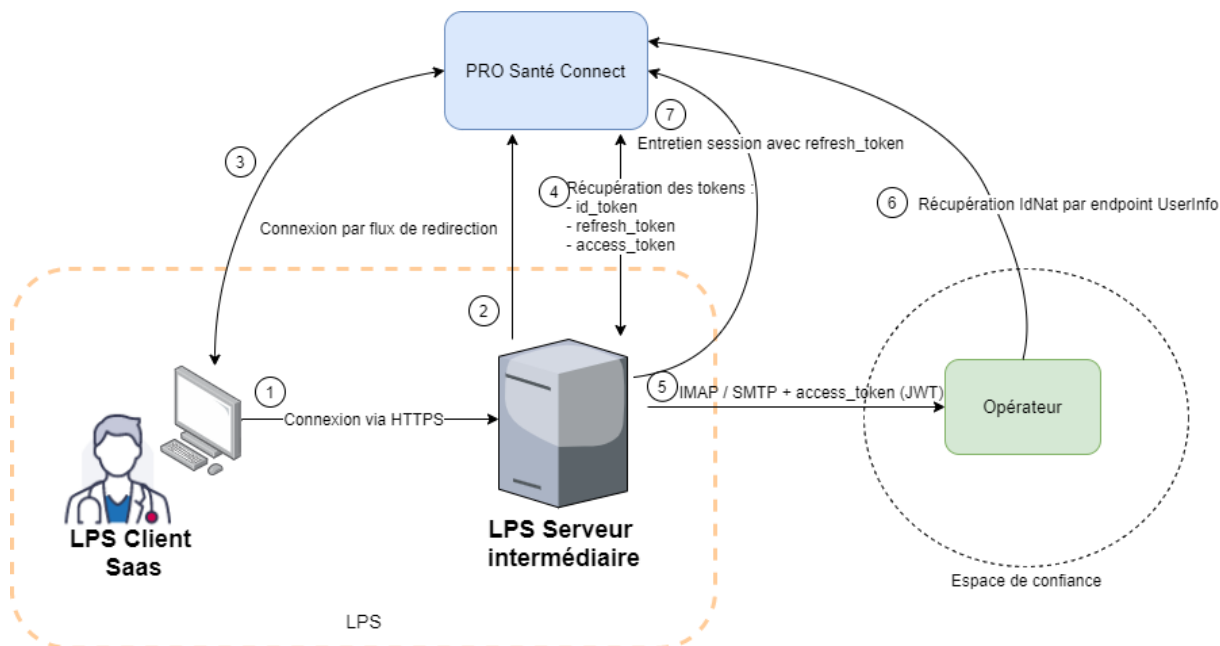 PRO Santé Connect
7
Entretien session avec refresh_token
3
4
Récupération des tokens :
- id_token
- refresh_token
- access_token
6
Récupération IdNat par endpoint UserInfo
Connexion par flux de redirection
2
1
Connexion via HTTPS
5
IMAP / SMTP + access_token (JWT)
Opérateur
LPS Client
Saas
LPS Serveur
intermédiaire
Espace de confiance
LPS